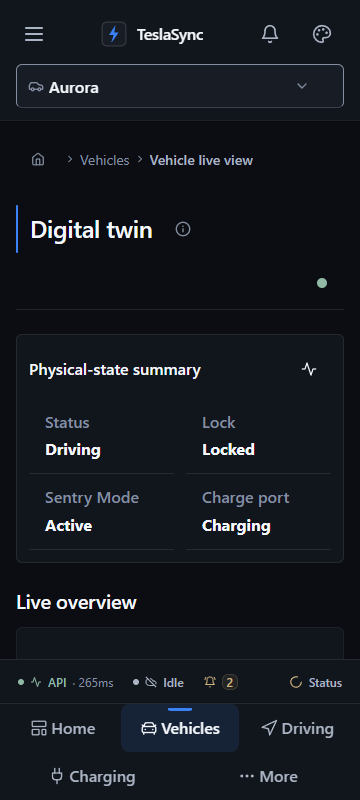 TeslaSync
Aurora
Vehicles
Vehicle live view
Digital twin
Physical-state summary
Status
Lock
Driving
Locked
Sentry Mode
Charge port
Active
Charging
Live overview
API · 265ms
Idle
2
Status
Home
Vehicles
Driving
Charging
More